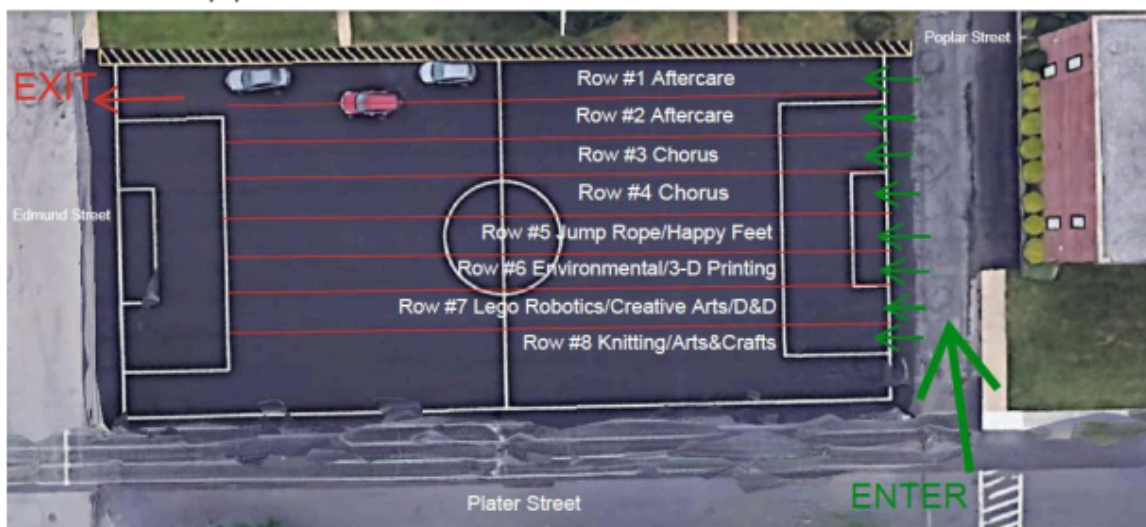 Poplar Street
EXIT
Row #1 Aftercare
Row #2 Aftercare
Row #3 Chorus
Row #4 Chorus
Edmund Street
Row #5 Jump Rope/Happy Feet
Row #6 Environmental/3-D Printing
Row #7 Lego Robotics/Creative Arts/D&D
Row #8 Knitting/Arts&Crafts
Plater Street
ENTER